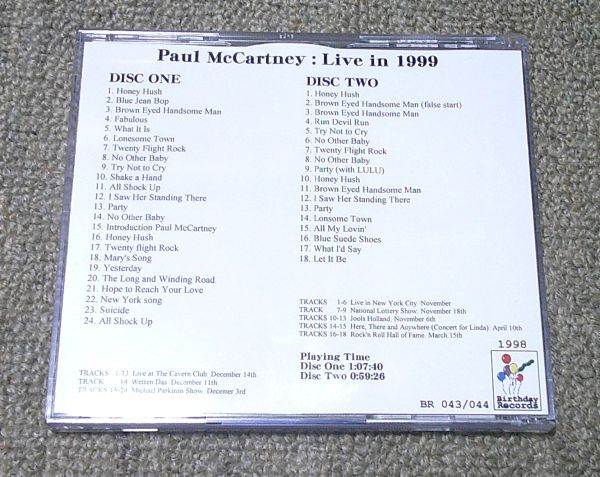 Paul McCartney : Live in 1999
DISC ONE
1. Honey Hush
2. Blue Jean Bop
3. Brown Eyed Handsome Man
4. Fabulous
5. What It Is
6. Lonesome Town
7. Twenty Flight Rock
8. No Other Baby
9. Try Not to Cry
10. Shake a Hand
11. All Shock Up
12. I Saw Her Standing There
13. Party
14. No Other Baby
15. Introduction Paul McCartney
16. Honey Hush
17. Twenty flight Rock
18. Mary's Song
19. Yesterday
20. The Long and Winding Road
21. Hope to Reach Your Love
22. New York song
23. Suicide
24. All Shock Up
TRACKS 1-13 Live at The Cavern Club. December 14th
TRACK 14 Wetten Das December 11th
TRACKS 15-24 Michael Parkinson Show. Decemer 3rd
DISC TWO
1. Honey Hush
2. Brown Eyed Handsome Man (false start)
3. Brown Eyed Handsome Man
4. Run Devil Run
5. Try Not to Cry
6. No Other Baby
7. Twenty Flight Rock
8. No Other Baby
9. Party (with LULU)
10. Honey Hush
11. Brown Eyed Handsome Man
12. I Saw Her Standing There
13. Party
14. Lonsome Town
15. All My Lovin'
16. Blue Suede Shoes
17. What I'd Say
18. Let It Be
TRACKS 1-6 Live in New York City. November
TRACK 7-9 National Lottery Show. November 18th
TRACKS 10-13 Jools Holland. November 6th
TRACKS 14-15 Here, There and Anywhere (Concert for Linda). April 10th
TRACKS 16-18 Rock'n Roll Hall of Fame. March.15th
Playing Time
Disc One 1:07:40
Disc Two 0:59:26
1998
Birthday
Records
BR 043/044